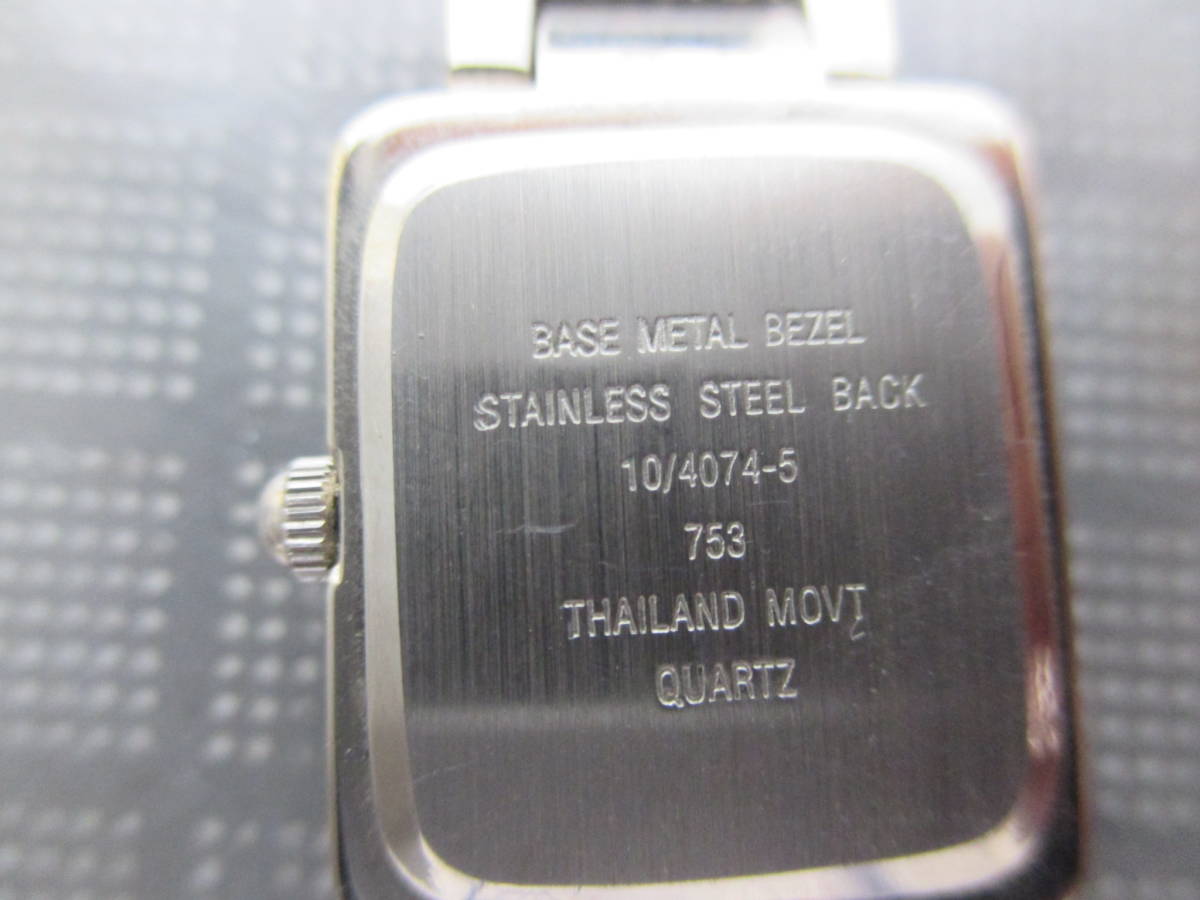 BASE METAL BEZEL
STAINLESS STEEL BACK
10/4074-5
753
THAILAND MOVT
QUARTZ